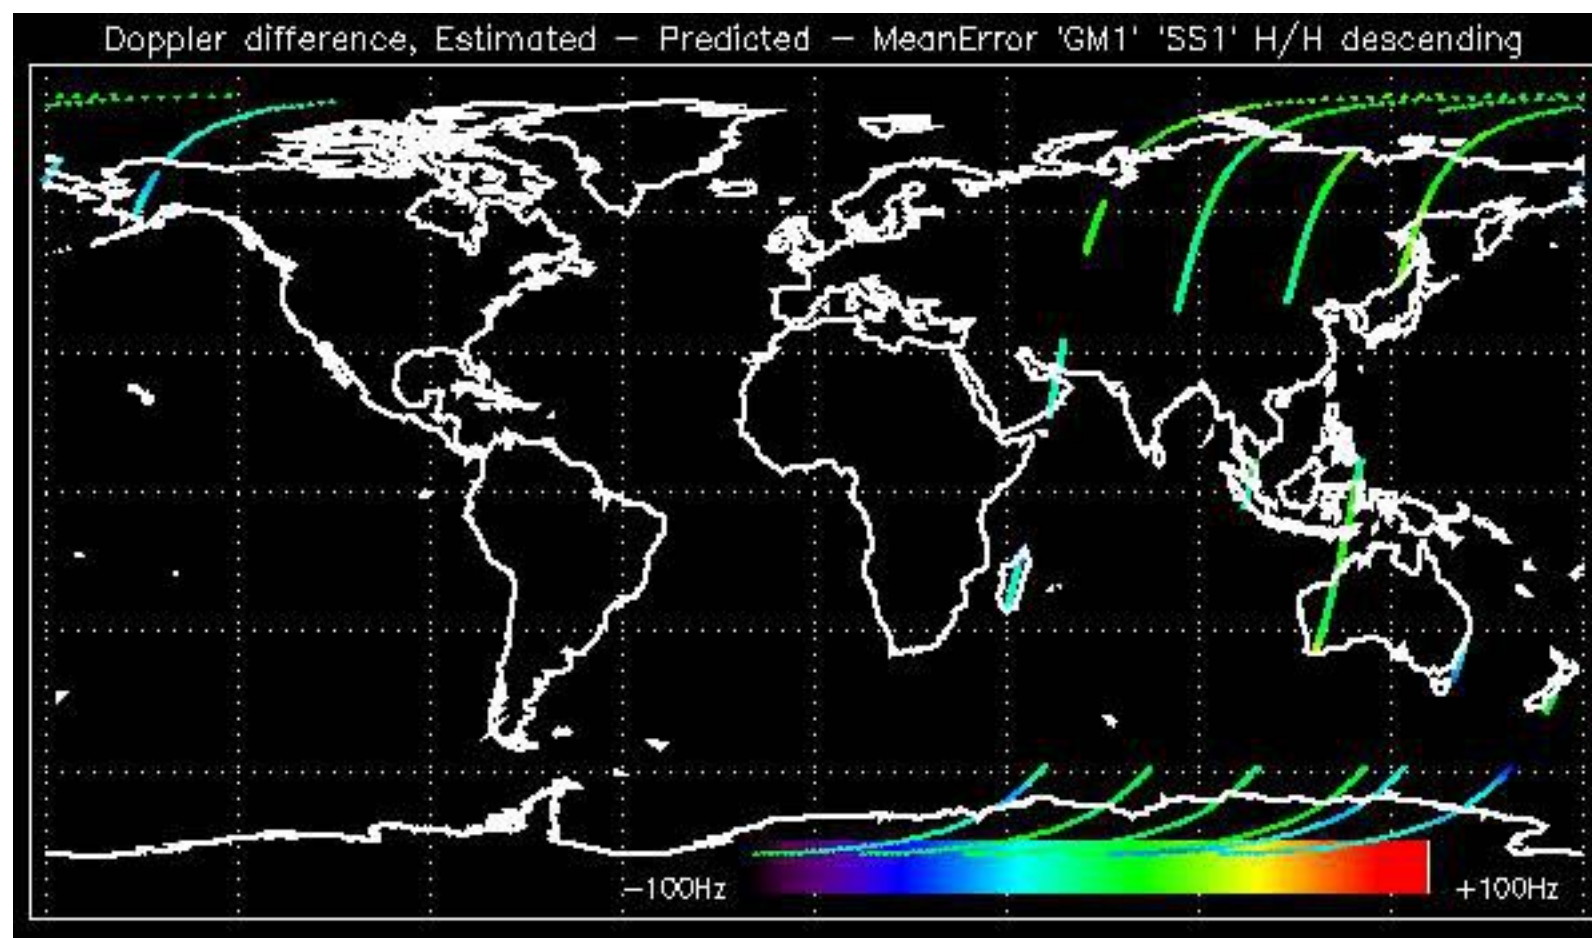 Doppler difference, Estimated – Predicted – MeanError 'GM1' 'SS1' H/H descending
–100Hz +100Hz